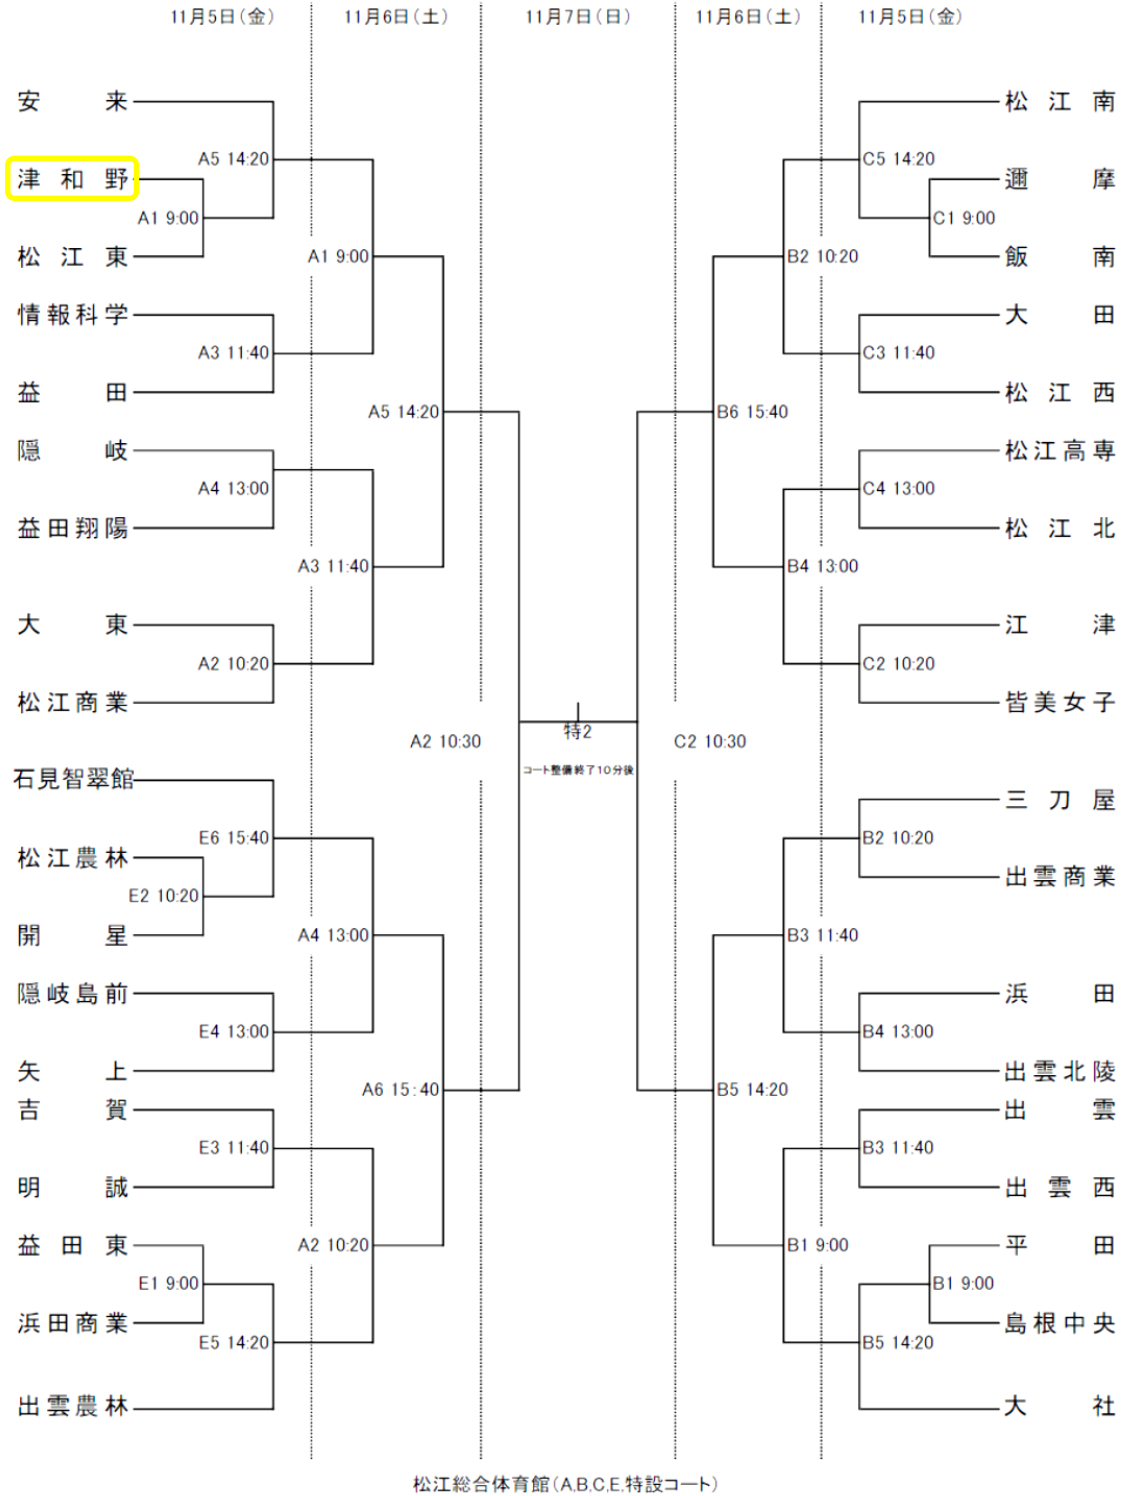 11月5日(金) 11月6日(土) 11月7日(日) 11月6日(土) 11月5日(金)
安来
A5 14:20
津和野
A1 9:00
松江東
A1 9:00
情報科学
A3 11:40
益田
A5 14:20
隠岐
A4 13:00
益田翔陽
A3 11:40
大東
A2 10:20
松江商業
A2 10:30
石見智翠館
E6 15:40
松江農林
E2 10:20
開星
A4 13:00
隠岐島前
E4 13:00
矢上
A6 15:40
吉賀
E3 11:40
明誠
A2 10:20
益田東
E1 9:00
浜田商業
E5 14:20
出雲農林
特2
コート整備終了10分後
松江南
C5 14:20
邇摩
C1 9:00
飯南
B2 10:20
大田
C3 11:40
松江西
B6 15:40
松江高専
C4 13:00
松江北
B4 13:00
江津
C2 10:20
皆美女子
C2 10:30
三刀屋
B2 10:20
出雲商業
B3 11:40
浜田
B4 13:00
出雲北陵
B5 14:20
出雲
B3 11:40
出雲西
B1 9:00
平田
B1 9:00
島根中央
B5 14:20
大社
松江総合体育館(A,B,C,E,特設コート)